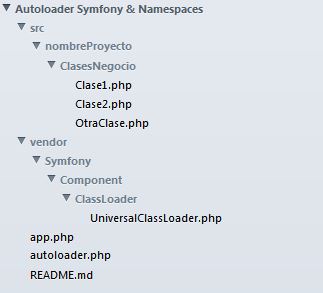 Autoloader Symfony & Namespaces
src
nombreProyecto
ClasesNegocio
Clase1.php
Clase2.php
OtraClase.php
vendor
Symfony
Component
ClassLoader
UniversalClassLoader.php
app.php
autoloader.php
README.md